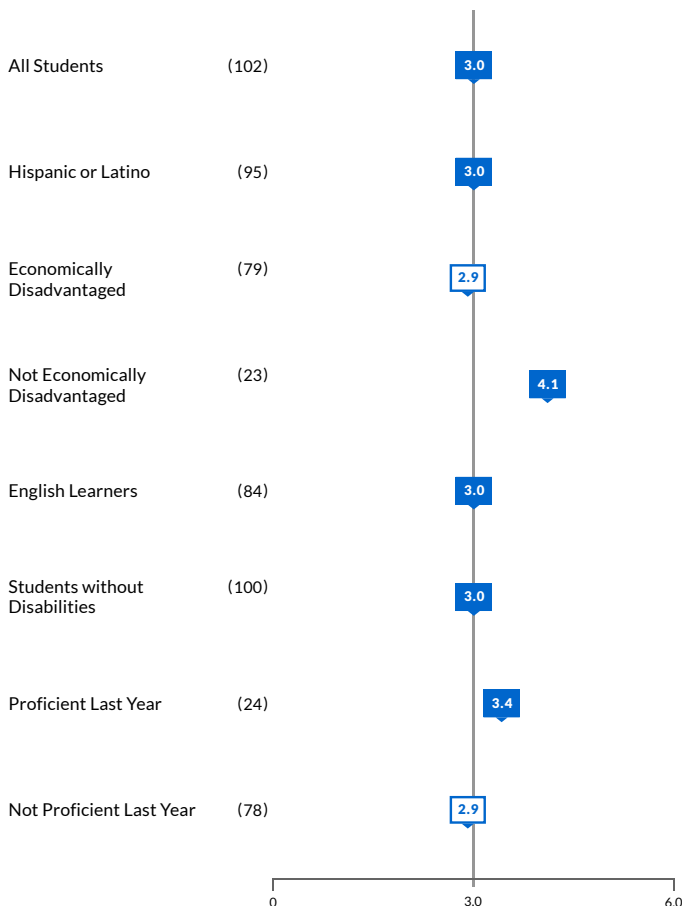 All Students (102) 3.0
Hispanic or Latino (95) 3.0
Economically (79) 2.9
Disadvantaged
Not Economically (23) 4.1
Disadvantaged
English Learners (84) 3.0
Students without (100) 3.0
Disabilities
Proficient Last Year (24) 3.4
Not Proficient Last Year (78) 2.9
0 3.0 6.0